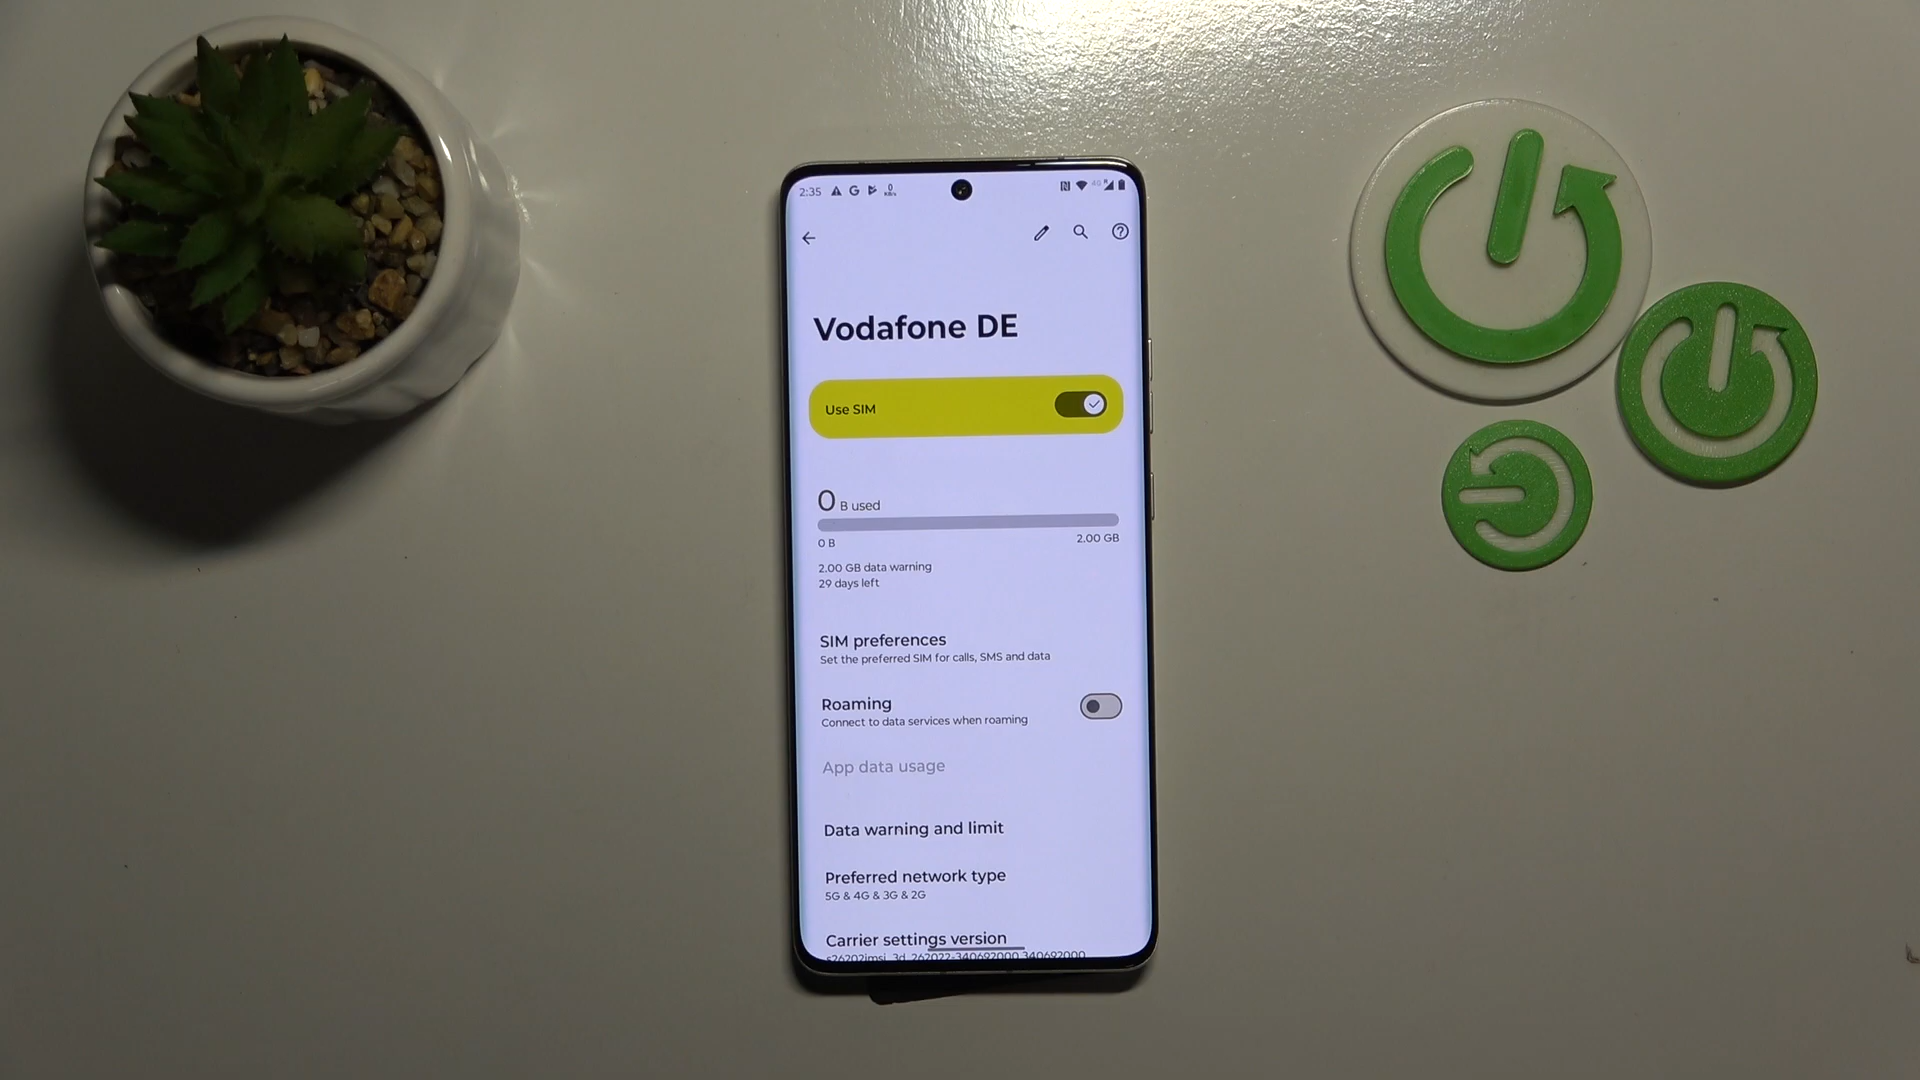 2:35
4G R
Vodafone DE
Use SIM
0 B used
0 B
2.00 GB
2.00 GB data warning
29 days left
SIM preferences
Set the preferred SIM for calls, SMS and data
Roaming
Connect to data services when roaming
App data usage
Data warning and limit
Preferred network type
5G & 4G & 3G & 2G
Carrier settings version